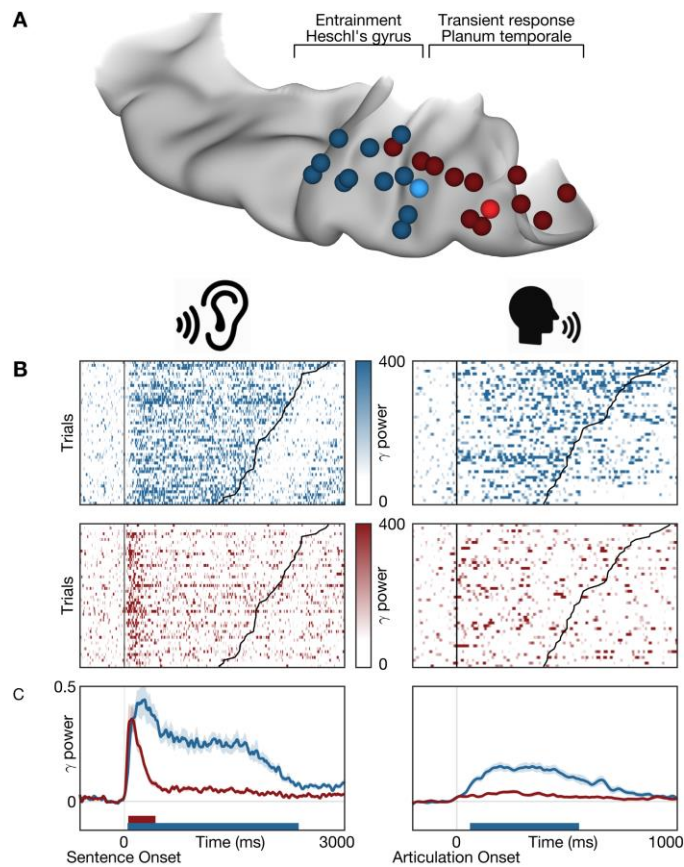 A
Entrainment
Heschl's gyrus
Transient response
Planum temporale
B
Trials
400
γ power
0
Trials
400
γ power
0
C
0.5
γ power
0
0 Time (ms) 3000
Sentence Onset
0 Time (ms) 1000
Articulation Onset